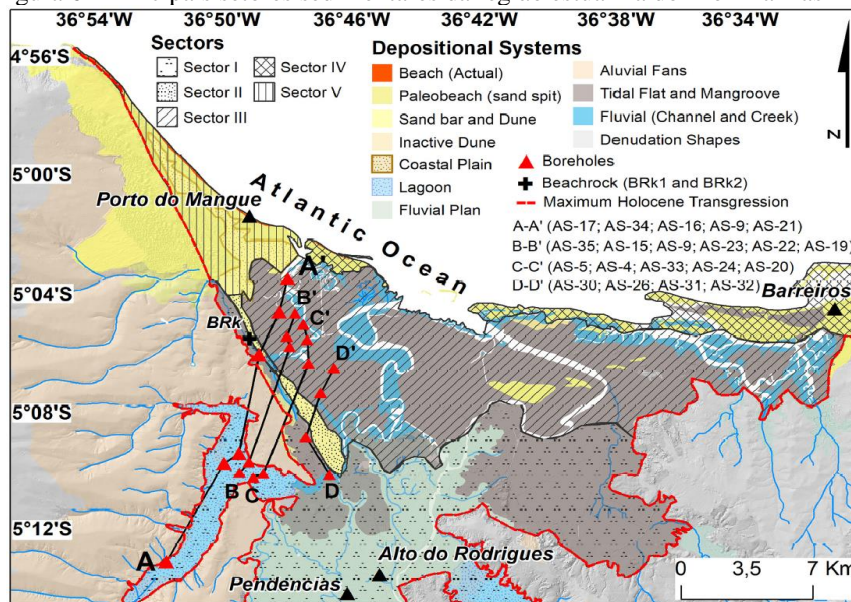 36°54'W 36°50'W 36°46'W 36°42'W 36°38'W 36°34'W
4°56'S
5°00'S
5°04'S
5°08'S
5°12'S
Sectors
Sector I
Sector II
Sector III
Sector IV
Sector V
Depositional Systems
Beach (Actual)
Paleobeach (sand spit)
Sand bar and Dune
Inactive Dune
Coastal Plain
Lagoon
Fluvial Plan
Aluvial Fans
Tidal Flat and Mangroove
Fluvial (Channel and Creek)
Denudation Shapes
Boreholes
Beachrock (BRk1 and BRk2)
Maximum Holocene Transgression
A-A' (AS-17; AS-34; AS-16; AS-9; AS-21)
B-B' (AS-35; AS-15; AS-9; AS-23; AS-22; AS-19)
C-C' (AS-5; AS-4; AS-33; AS-24; AS-20)
D-D' (AS-30; AS-26; AS-31; AS-32)
N
Porto do Mangue
Atlantic Ocean
Barreiros
A'
B'
C'
BRk
D'
B
C
D
A
Alto do Rodrigues
Pendências
0 3,5 7 Km